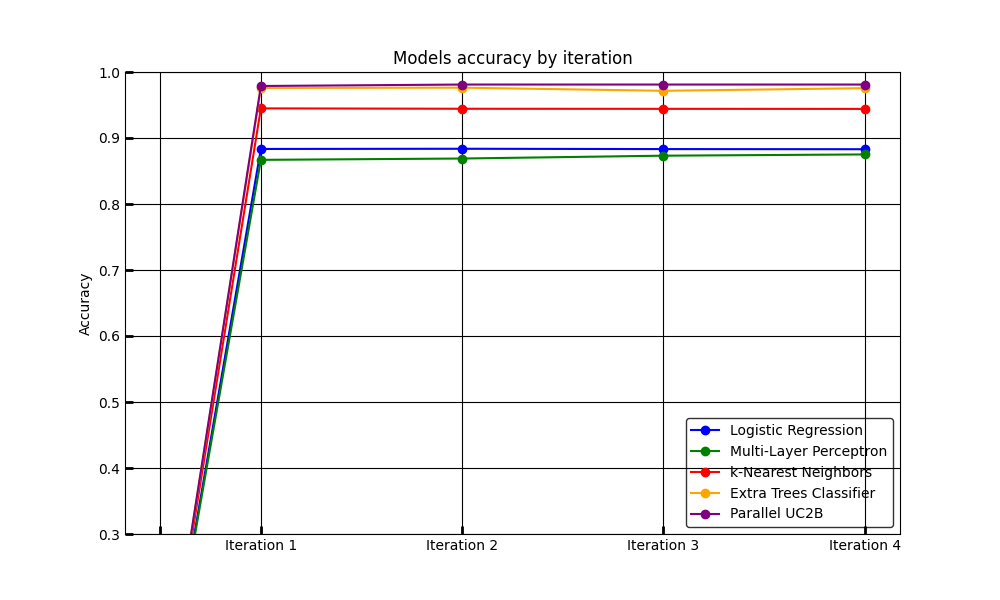 Models accuracy by iteration
1.0
0.9
0.8
0.7
0.6
0.5
0.4
0.3
Accuracy
Logistic Regression
Multi-Layer Perceptron
k-Nearest Neighbors
Extra Trees Classifier
Parallel UC2B
Iteration 1
Iteration 2
Iteration 3
Iteration 4